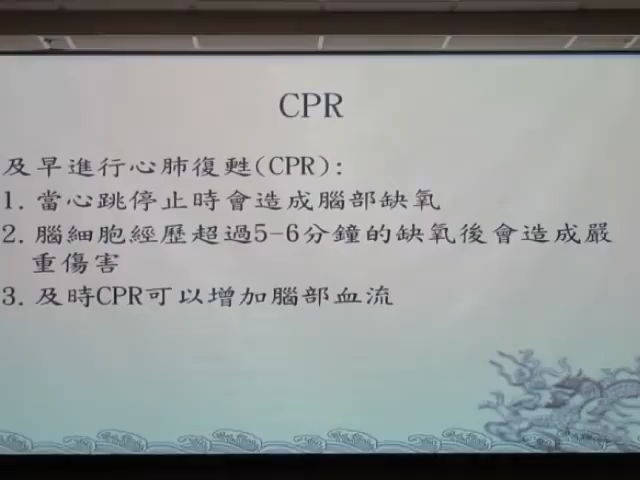 CPR
及早進行心肺復甦(CPR):
1. 當心跳停止時會造成腦部缺氧
2. 腦細胞經歷超過5-6分鐘的缺氧後會造成嚴
重傷害
3. 及時CPR可以增加腦部血流